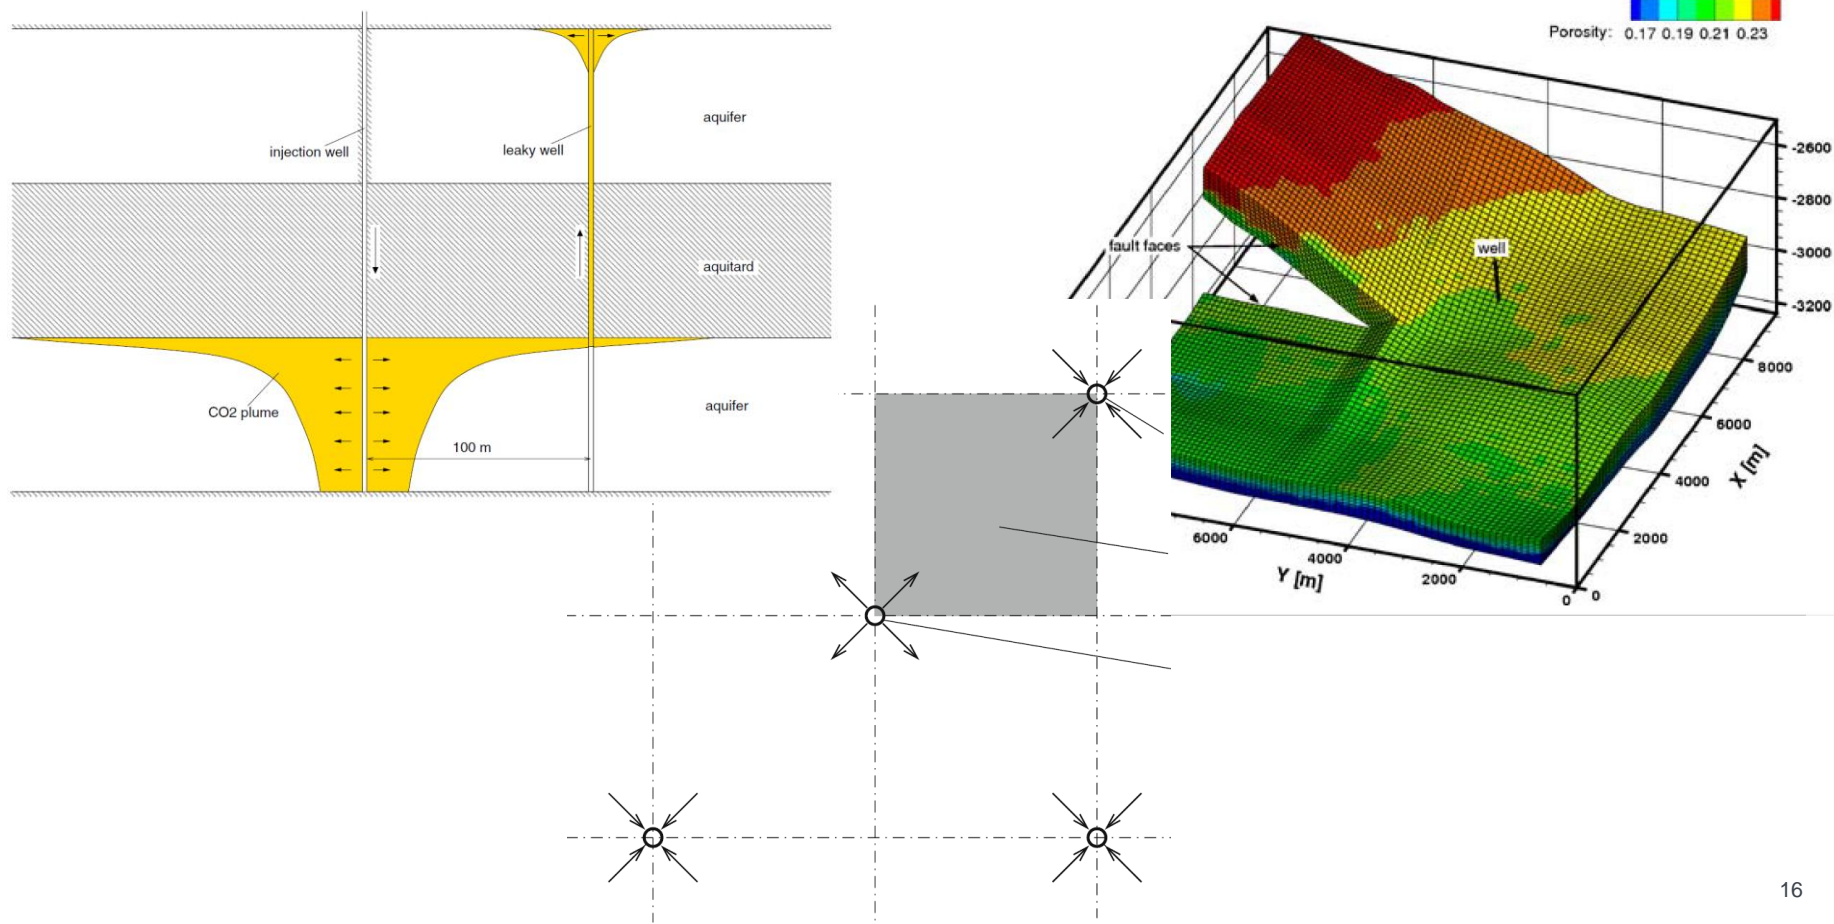 aquifer
injection well
leaky well
aquitard
CO2 plume
aquifer
100 m
Porosity: 0.17 0.19 0.21 0.23
-2600
-2800
-3000
-3200
fault faces
well
8000
6000
4000
2000
0
X [m]
6000
4000
2000
0
Y [m]
16